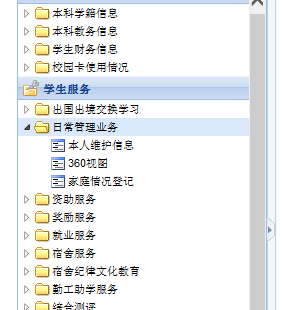 本科学籍信息
本科教务信息
学生财务信息
校园卡使用情况
学生服务
出国出境交换学习
日常管理业务
本人维护信息
360视图
家庭情况登记
资助服务
奖励服务
就业服务
宿舍服务
宿舍纪律文化教育
勤工助学服务
综合测评